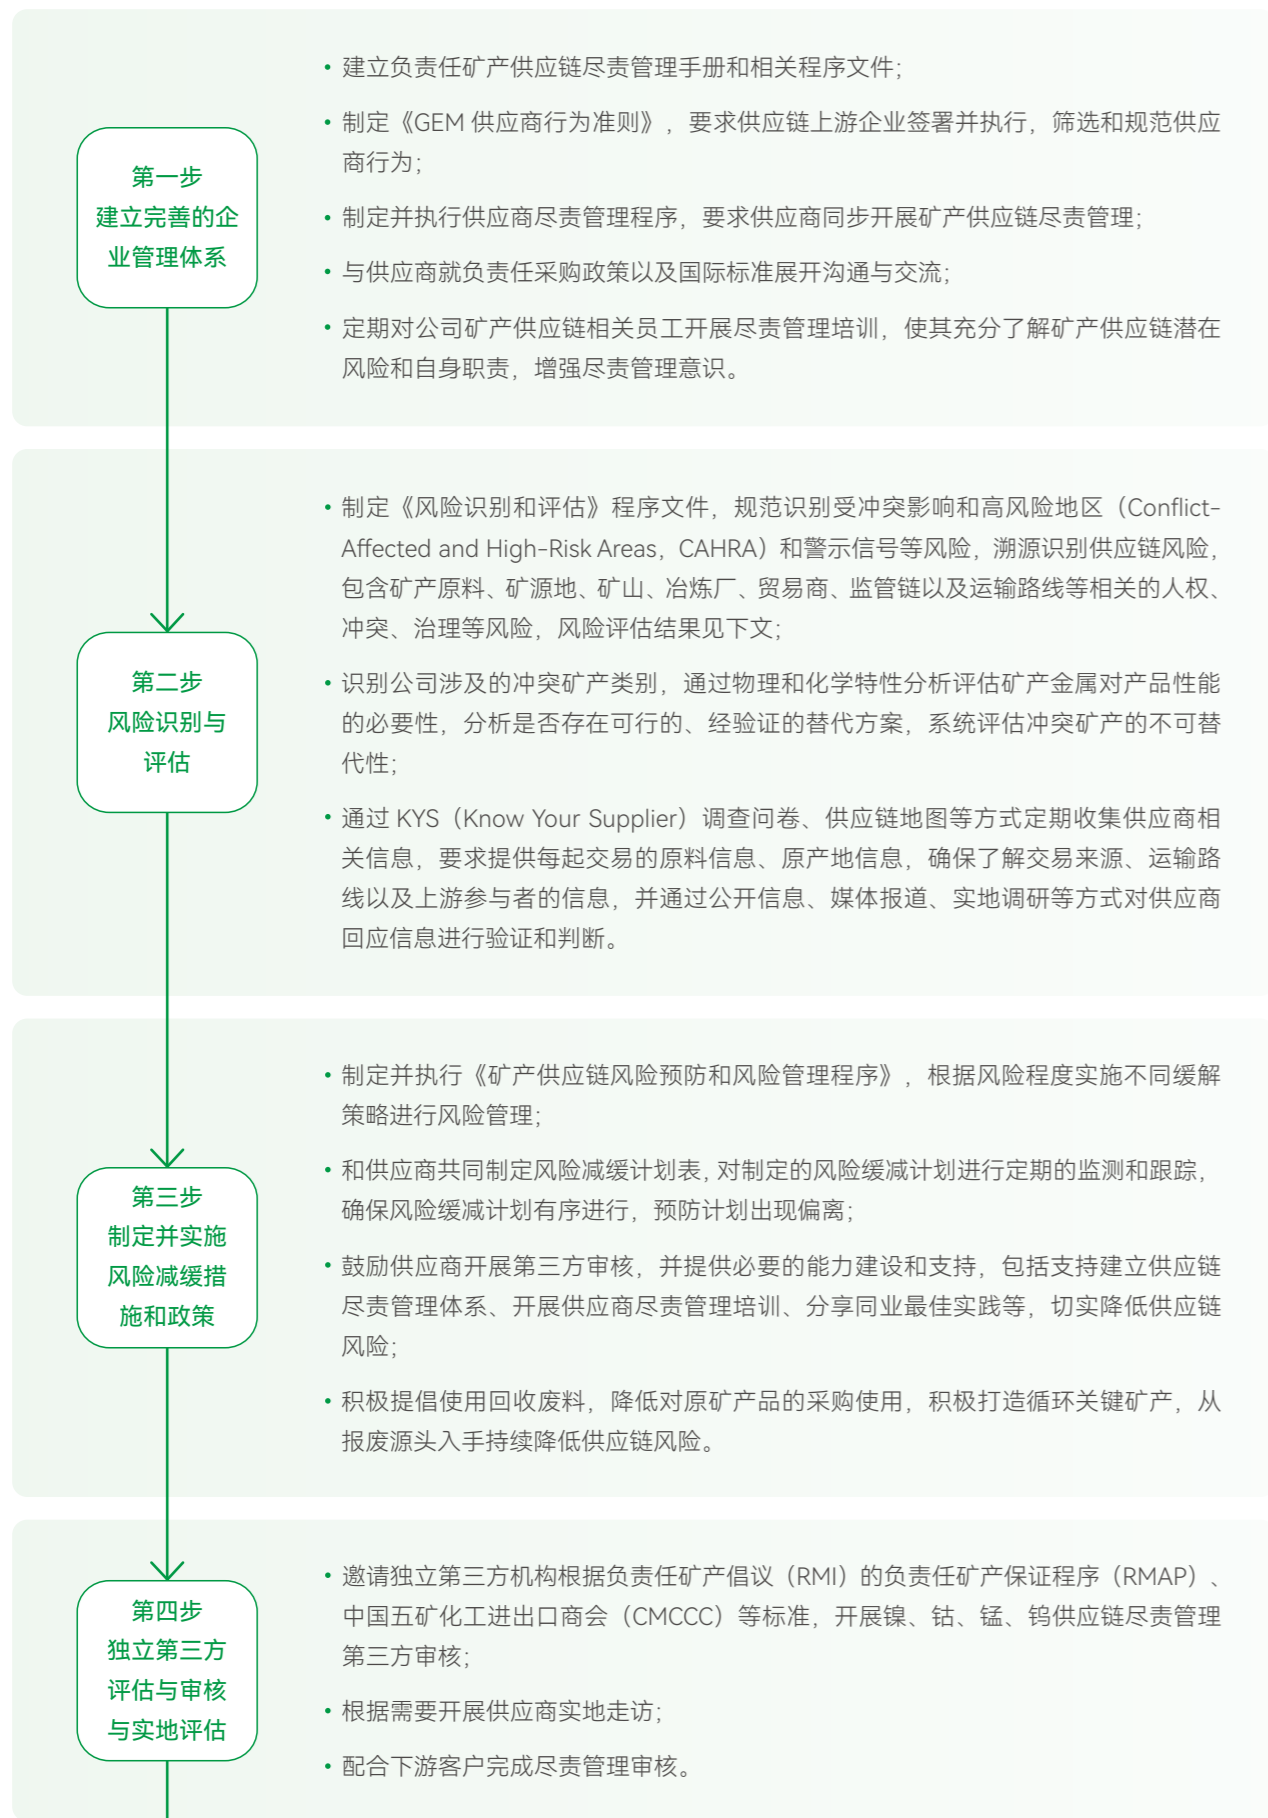 第一步
建立完善的企
业管理体系
• 建立负责任矿产供应链尽责管理手册和相关程序文件；
• 制定《GEM 供应商行为准则》，要求供应链上游企业签署并执行，筛选和规范供应
商行为；
• 制定并执行供应商尽责管理程序，要求供应商同步开展矿产供应链尽责管理；
• 与供应商就负责任采购政策以及国际标准展开沟通与交流；
• 定期对公司矿产供应链相关员工开展尽责管理培训，使其充分了解矿产供应链潜在
风险和自身职责，增强尽责管理意识。
第二步
风险识别与
评估
• 制定《风险识别和评估》程序文件，规范识别受冲突影响和高风险地区（Conflict-
Affected and High-Risk Areas，CAHRA）和警示信号等风险，溯源识别供应链风险，
包含矿产原料、矿源地、矿山、冶炼厂、贸易商、监管链以及运输路线等相关的人权、
冲突、治理等风险，风险评估结果见下文；
• 识别公司涉及的冲突矿产类别，通过物理和化学特性分析评估矿产金属对产品性能
的必要性，分析是否存在可行的、经验证的替代方案，系统评估冲突矿产的不可替
代性；
• 通过 KYS（Know Your Supplier）调查问卷、供应链地图等方式定期收集供应商相
关信息，要求提供每起交易的原料信息、原产地信息，确保了解交易来源、运输路
线以及上游参与者的信息，并通过公开信息、媒体报道、实地调研等方式对供应商
回应信息进行验证和判断。
第三步
制定并实施
风险减缓措
施和政策
• 制定并执行《矿产供应链风险预防和风险管理程序》，根据风险程度实施不同缓解
策略进行风险管理；
• 和供应商共同制定风险减缓计划表，对制定的风险缓减计划进行定期的监测和跟踪，
确保风险缓减计划有序进行，预防计划出现偏离；
• 鼓励供应商开展第三方审核，并提供必要的能力建设和支持，包括支持建立供应链
尽责管理体系、开展供应商尽责管理培训、分享同业最佳实践等，切实降低供应链
风险；
• 积极提倡使用回收废料，降低对原矿产品的采购使用，积极打造循环关键矿产，从
报废源头入手持续降低供应链风险。
第四步
独立第三方
评估与审核
与实地评估
• 邀请独立第三方机构根据负责任矿产倡议（RMI）的负责任矿产保证程序（RMAP）、
中国五矿化工进出口商会（CMCCC）等标准，开展镍、钴、锰、钨供应链尽责管理
第三方审核；
• 根据需要开展供应商实地走访；
• 配合下游客户完成尽责管理审核。